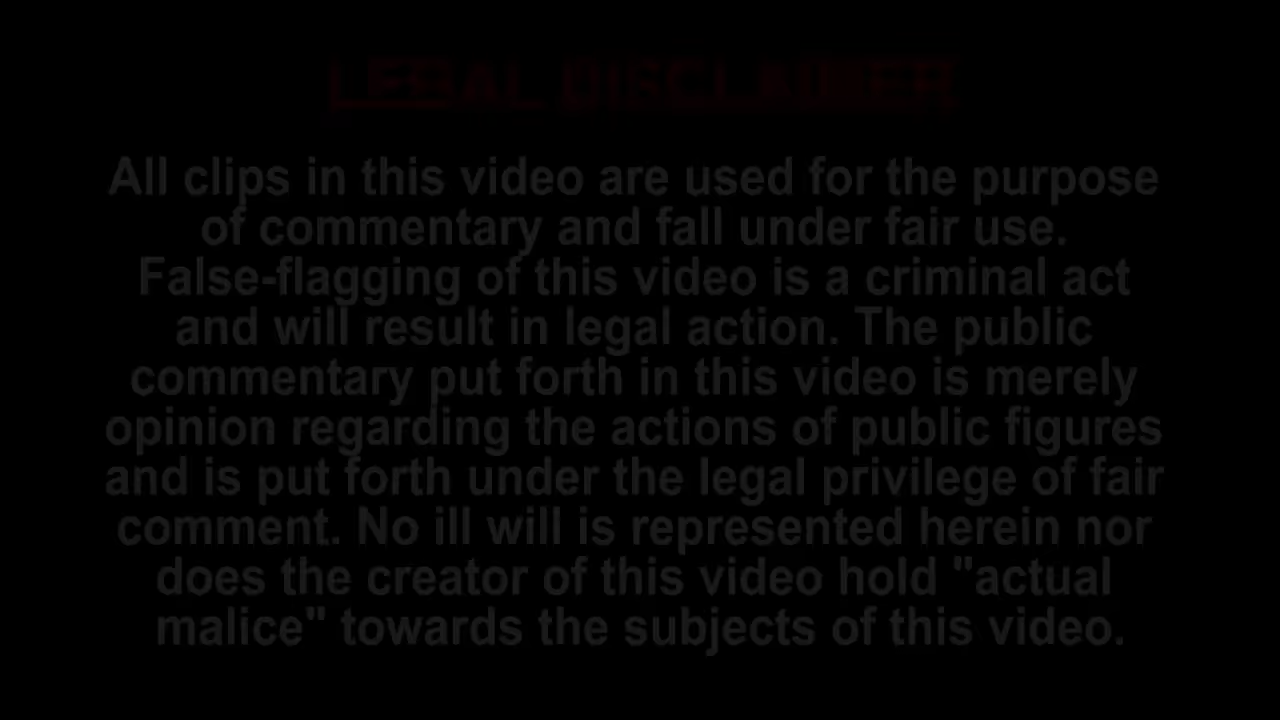 LEGAL DISCLAIMER
All clips in this video are used for the purpose
of commentary and fall under fair use.
False-flagging of this video is a criminal act
and will result in legal action. The public
commentary put forth in this video is merely
opinion regarding the actions of public figures
and is put forth under the legal privilege of fair
comment. No ill will is represented herein nor
does the creator of this video hold "actual
malice" towards the subjects of this video.